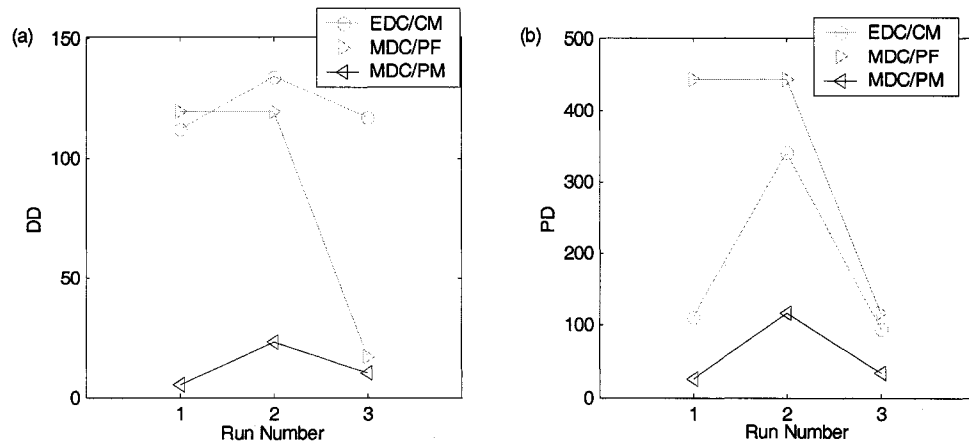 (a)
150
100
50
0
DD
1
2
3
Run Number
EDC/CM
MDC/PF
MDC/PM
(b)
500
400
300
200
100
0
PD
1
2
3
Run Number
EDC/CM
MDC/PF
MDC/PM